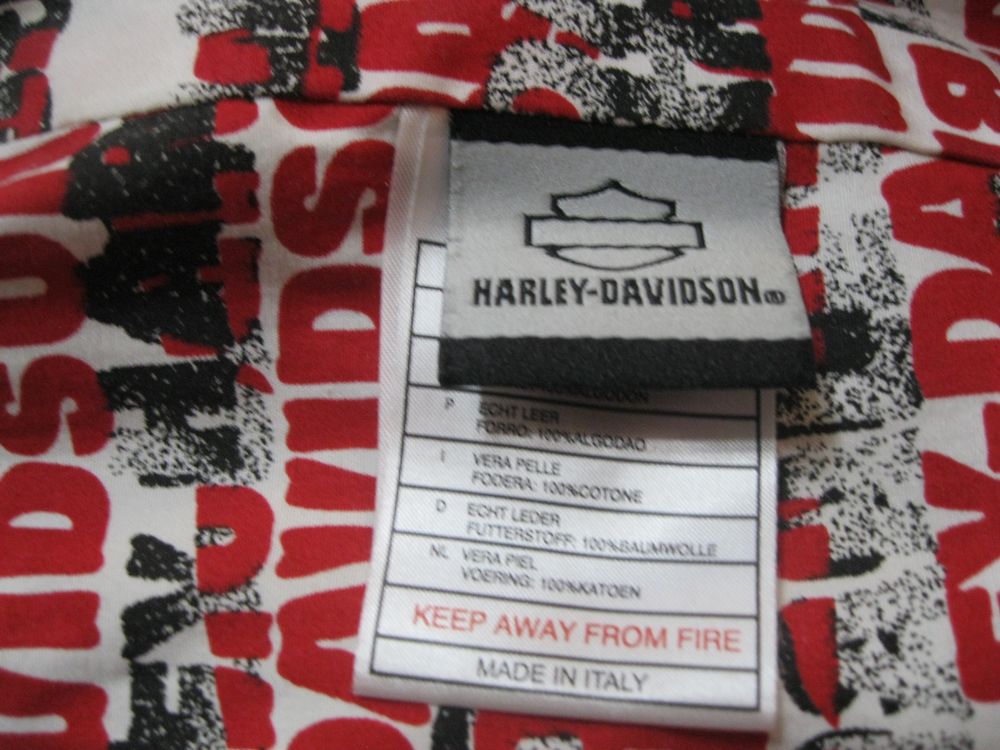 HARLEY-DAVIDSON
P ECHT LEER
FORRO: 100%ALGODAO
I VERA PELLE
FODERA: 100%COTONE
D ECHT LEDER
FUTTERSTOFF: 100%BAUMWOLLE
NL VERA PIEL
VOERING: 100%KATOEN
KEEP AWAY FROM FIRE
MADE IN ITALY